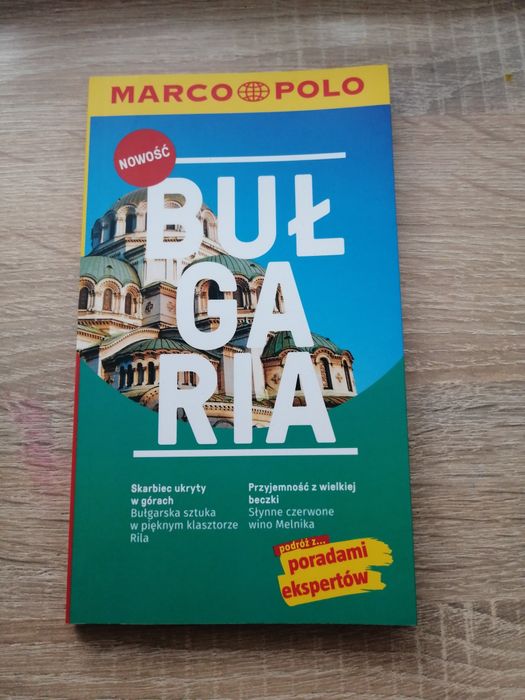 MARCO POLO
NOWOŚĆ
BUŁ
GA
RIA
Skarbiec ukryty
w górach
Bułgarska sztuka
w pięknym klasztorze
Rila
Przyjemność z wielkiej
beczki
Słynne czerwone
wino Melnika
podróż z...
poradami
ekspertów